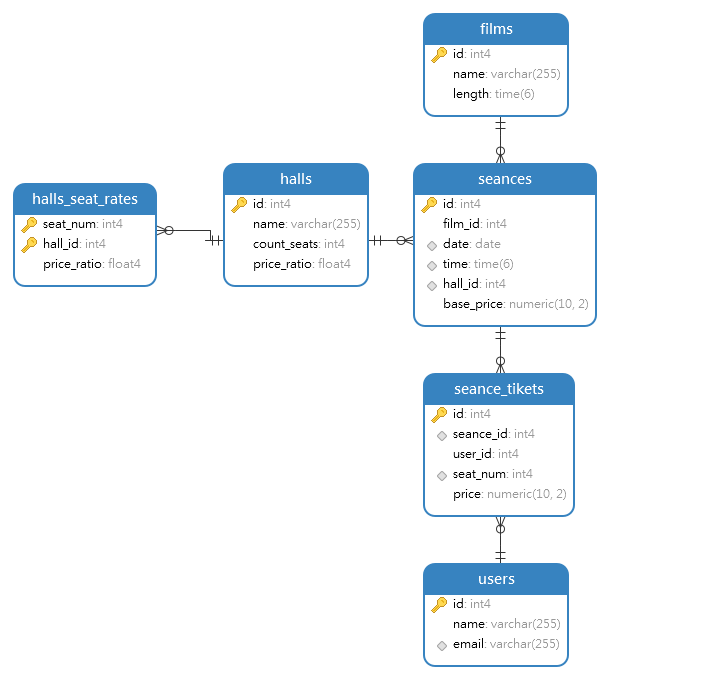 films
id: int4
name: varchar(255)
length: time(6)
halls_seat_rates
seat_num: int4
hall_id: int4
price_ratio: float4
halls
id: int4
name: varchar(255)
count_seats: int4
price_ratio: float4
seances
id: int4
film_id: int4
date: date
time: time(6)
hall_id: int4
base_price: numeric(10, 2)
seance_tikets
id: int4
seance_id: int4
user_id: int4
seat_num: int4
price: numeric(10, 2)
users
id: int4
name: varchar(255)
email: varchar(255)